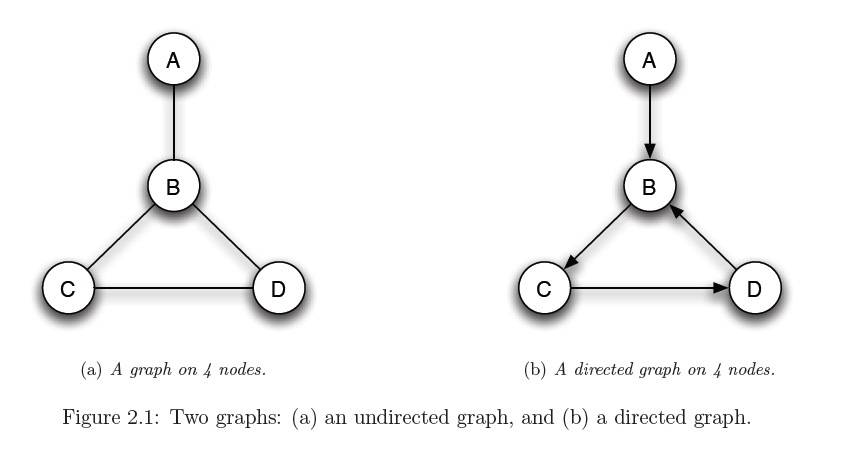 A
A
B
B
C
D
C
D
(a) A graph on 4 nodes.
(b) A directed graph on 4 nodes.
Figure 2.1: Two graphs: (a) an undirected graph, and (b) a directed graph.